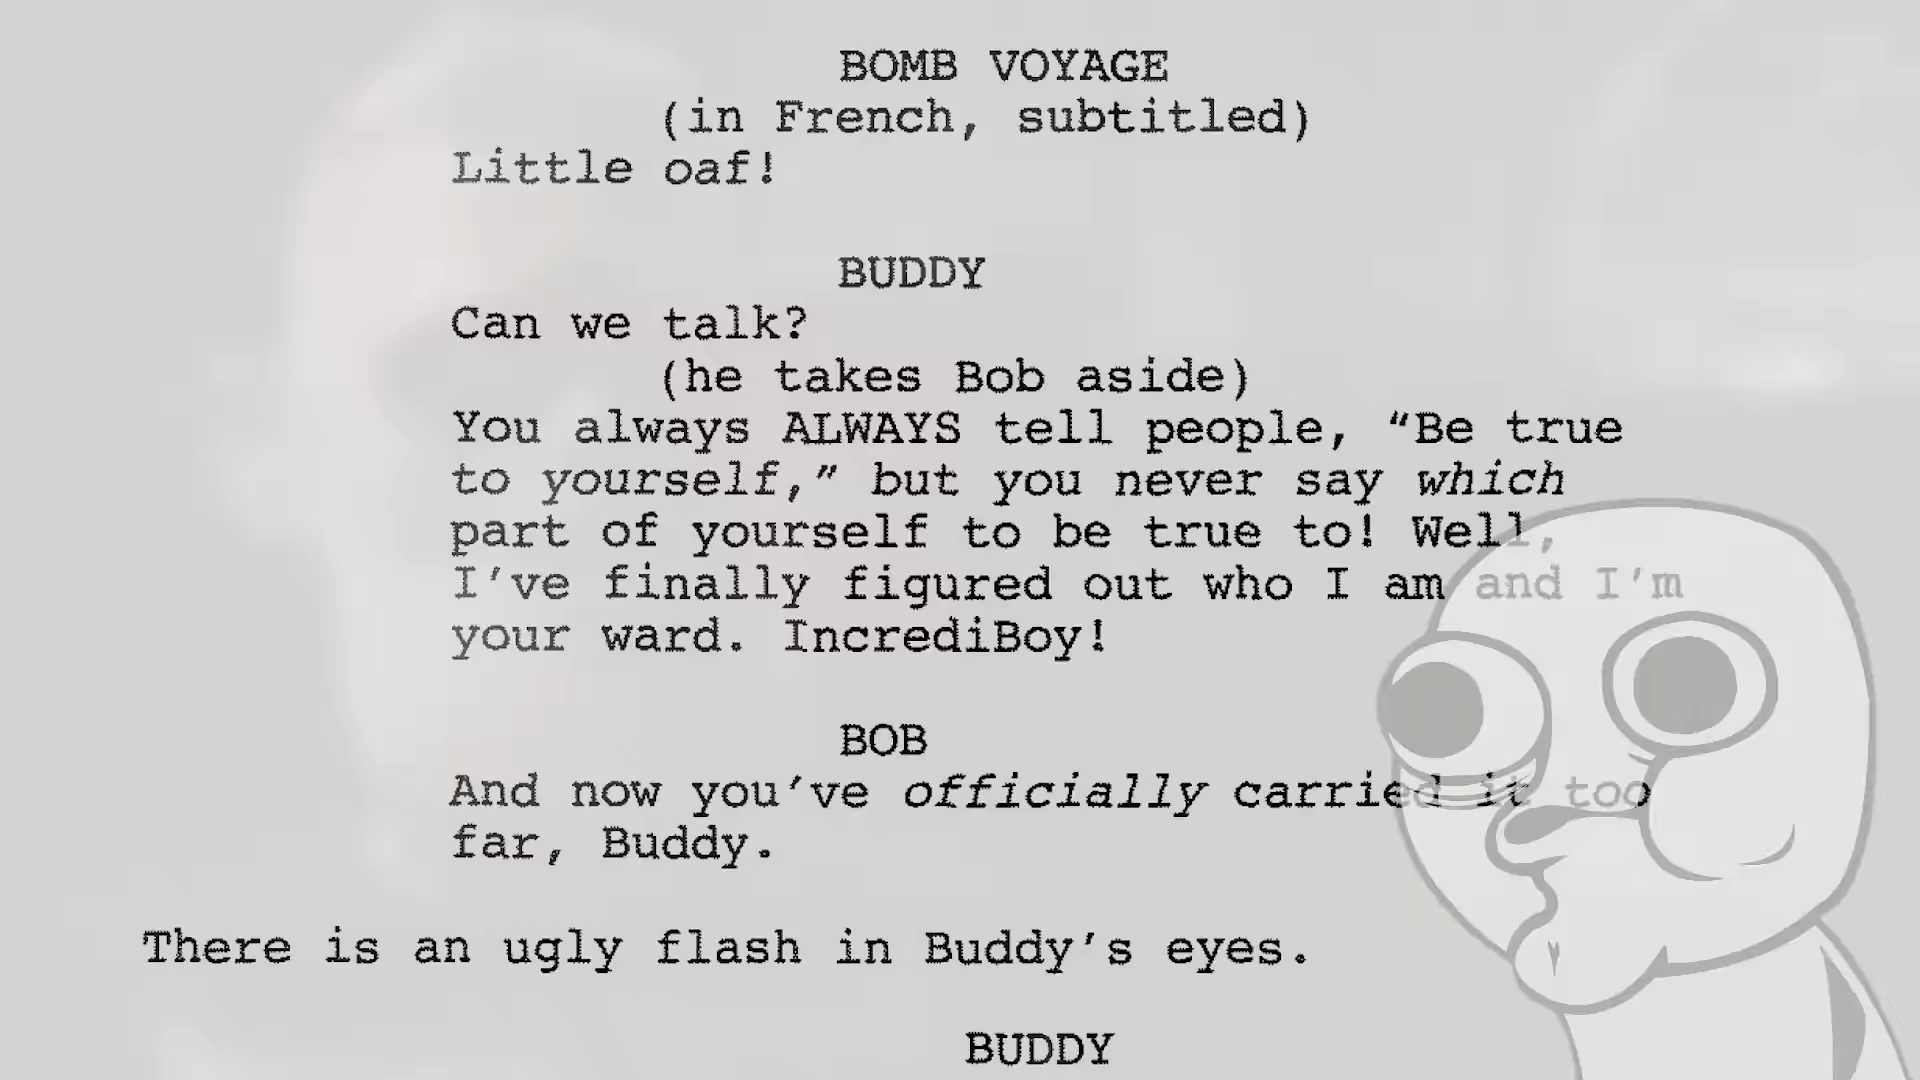 BOMB VOYAGE
(in French, subtitled)
Little oaf!
BUDDY
Can we talk?
(he takes Bob aside)
You always ALWAYS tell people, “Be true
to yourself,” but you never say which
part of yourself to be true to! Well,
I’ve finally figured out who I am and I’m
your ward. IncrediBoy!
BOB
And now you’ve officially carried it too
far, Buddy.
There is an ugly flash in Buddy’s eyes.
BUDDY